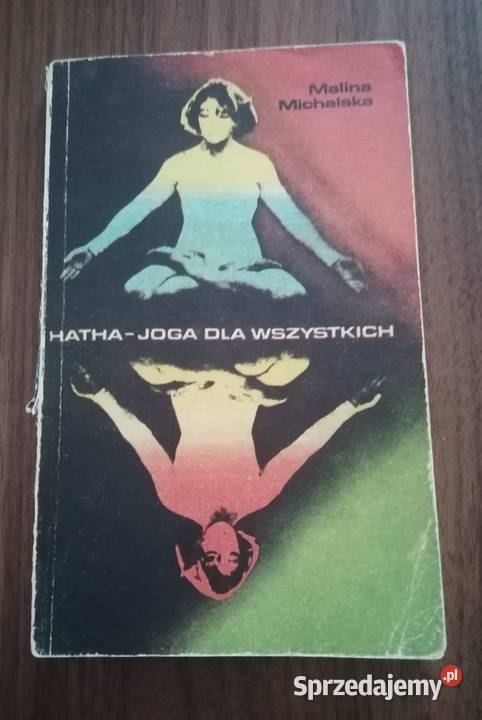 Malina
Michalska
HATHA-JOGA DLA WSZYSTKICH
Sprzedajemy.pl